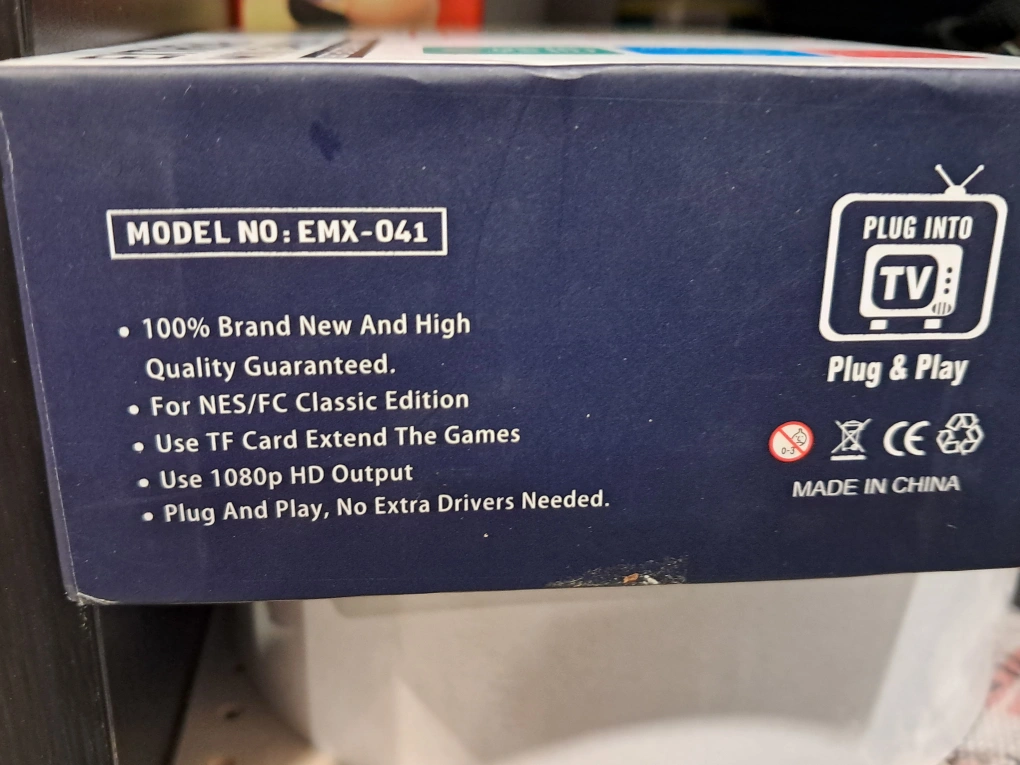 MODEL NO: EMX-041
• 100% Brand New And High
Quality Guaranteed.
• For NES/FC Classic Edition
• Use TF Card Extend The Games
• Use 1080p HD Output
• Plug And Play, No Extra Drivers Needed.
PLUG INTO
TV
Plug & Play
0-3
CE
MADE IN CHINA